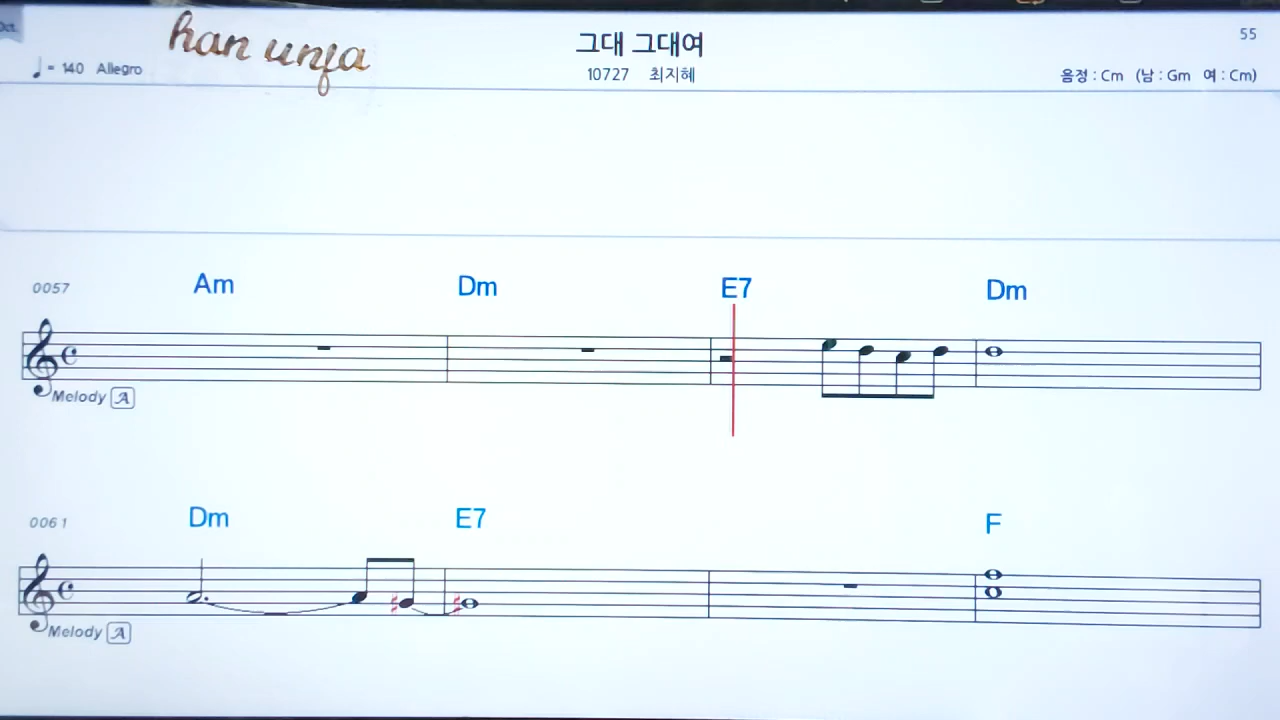 Oct.
han unja
그대 그대여
55
♩= 140 Allegro
10727 최지혜
음정 : Cm (남 : Gm 여 : Cm)
0057
Am Dm E7 Dm
Melody A
0061
Dm E7 F
Melody A